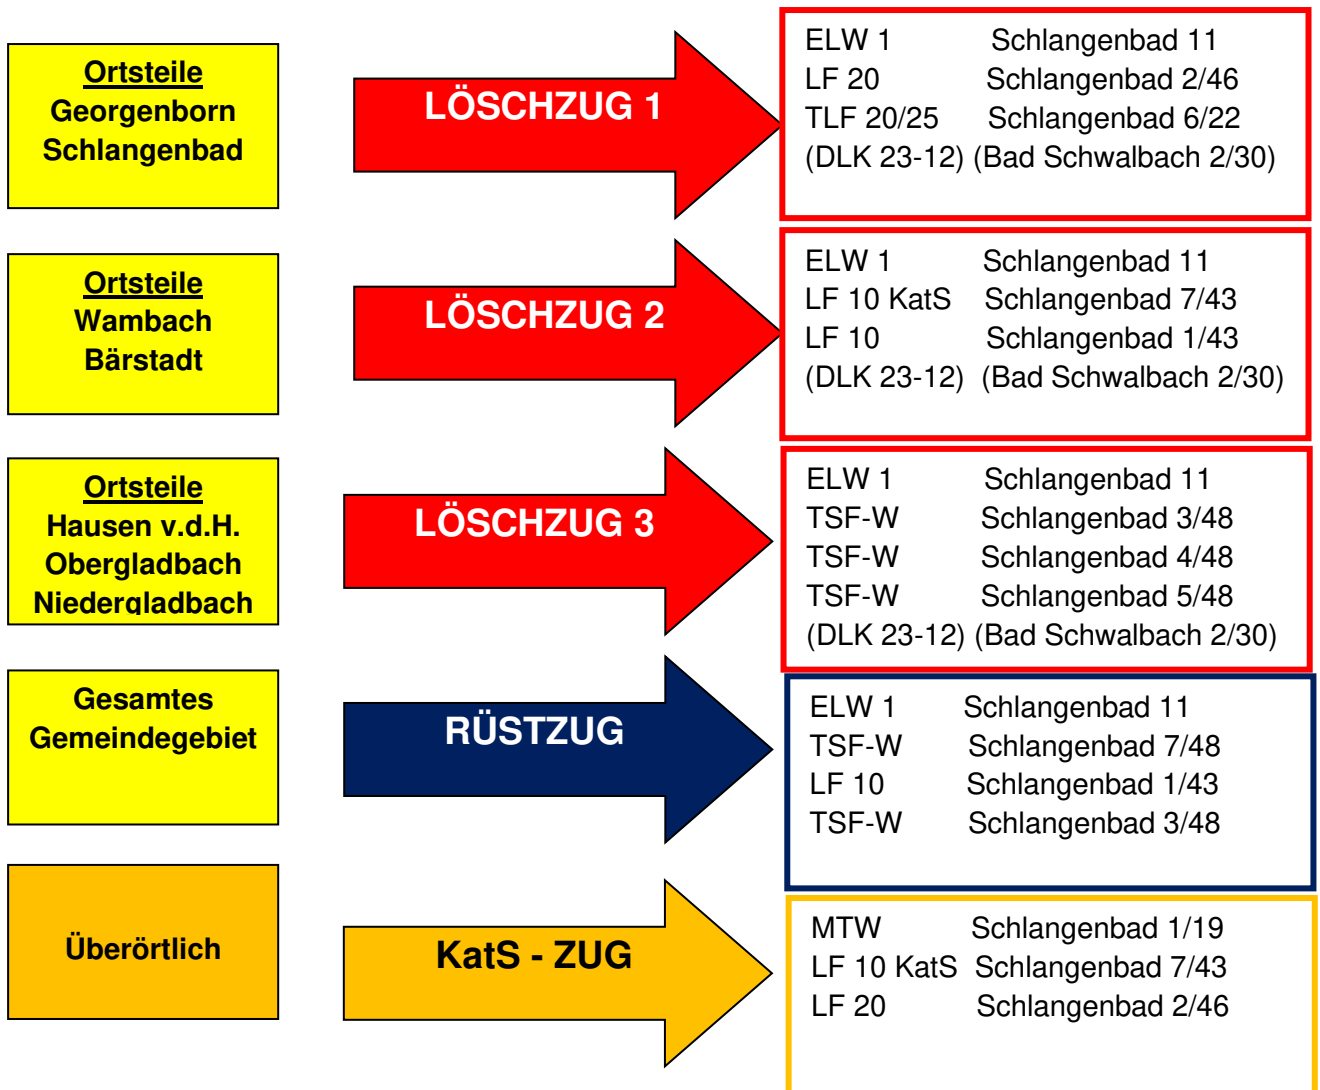 Ortsteile
Georgenborn
Schlangenbad
LÖSCHZUG 1
ELW 1 Schlangenbad 11
LF 20 Schlangenbad 2/46
TLF 20/25 Schlangenbad 6/22
(DLK 23-12) (Bad Schwalbach 2/30)
Ortsteile
Wambach
Bärstadt
LÖSCHZUG 2
ELW 1 Schlangenbad 11
LF 10 KatS Schlangenbad 7/43
LF 10 Schlangenbad 1/43
(DLK 23-12) (Bad Schwalbach 2/30)
Ortsteile
Hausen v.d.H.
Obergladbach
Niedergladbach
LÖSCHZUG 3
ELW 1 Schlangenbad 11
TSF-W Schlangenbad 3/48
TSF-W Schlangenbad 4/48
TSF-W Schlangenbad 5/48
(DLK 23-12) (Bad Schwalbach 2/30)
Gesamtes
Gemeindegebiet
RÜSTZUG
ELW 1 Schlangenbad 11
TSF-W Schlangenbad 7/48
LF 10 Schlangenbad 1/43
TSF-W Schlangenbad 3/48
Überörtlich
KatS - ZUG
MTW Schlangenbad 1/19
LF 10 KatS Schlangenbad 7/43
LF 20 Schlangenbad 2/46